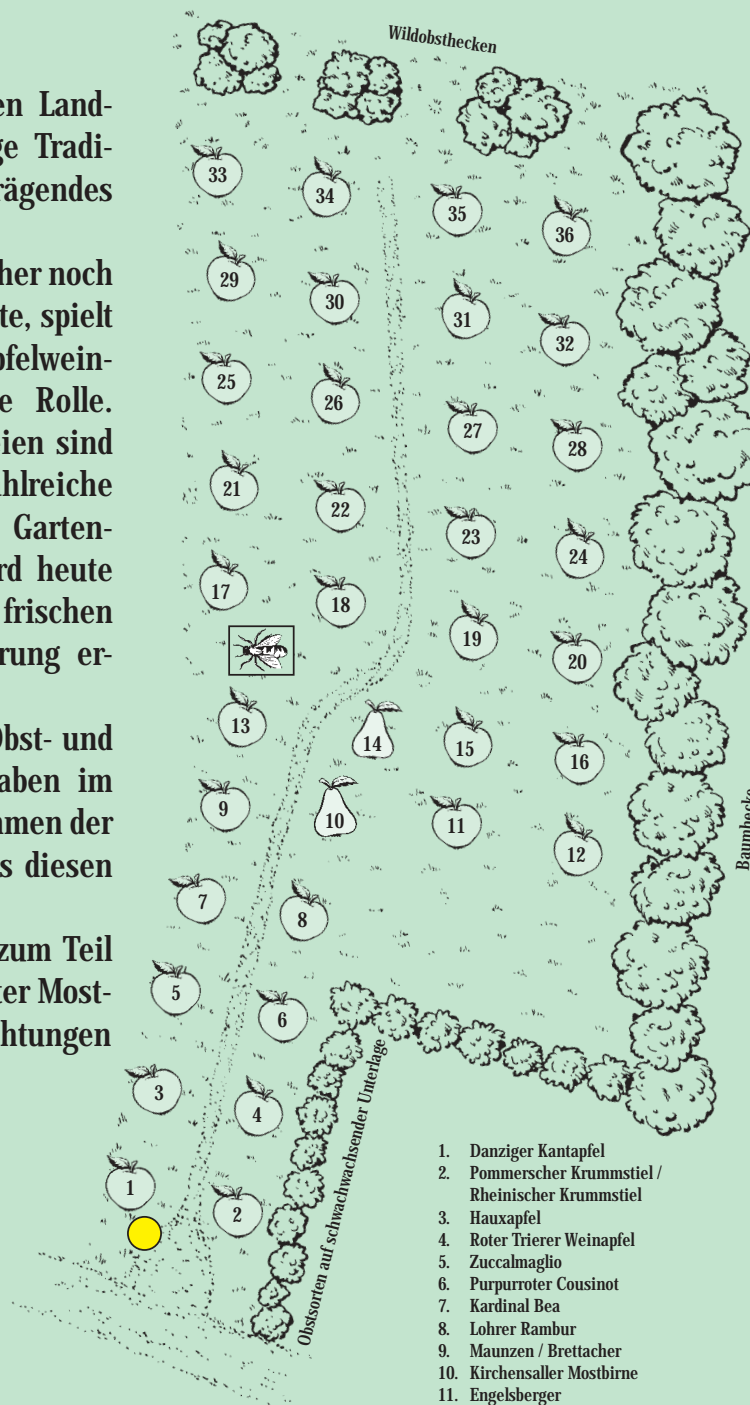 en Land-
ge Tradi-
rägendes
her noch
te, spielt
pfelwein-
e Rolle.
eien sind
hlreiche
Garten-
rd heute
frischen
rung er-
Obst- und
aben im
men der
s diesen
zum Teil
ter Most-
chtungen
Wildobsthecken
33
34
35
36
29
30
31
32
25
26
27
28
21
22
23
24
17
18
19
20
13
14
15
16
9
10
11
12
7
8
5
6
3
4
1
2
Baumhecke
Obstsorten auf schwachwachsender Unterlage
1. Danziger Kantapfel
2. Pommerscher Krummstiel /
Rheinischer Krummstiel
3. Hauxapfel
4. Roter Trierer Weinapfel
5. Zuccalmaglio
6. Purpurroter Cousinot
7. Kardinal Bea
8. Lohrer Rambur
9. Maunzen / Brettacher
10. Kirchensaller Mostbirne
11. Engelsberger